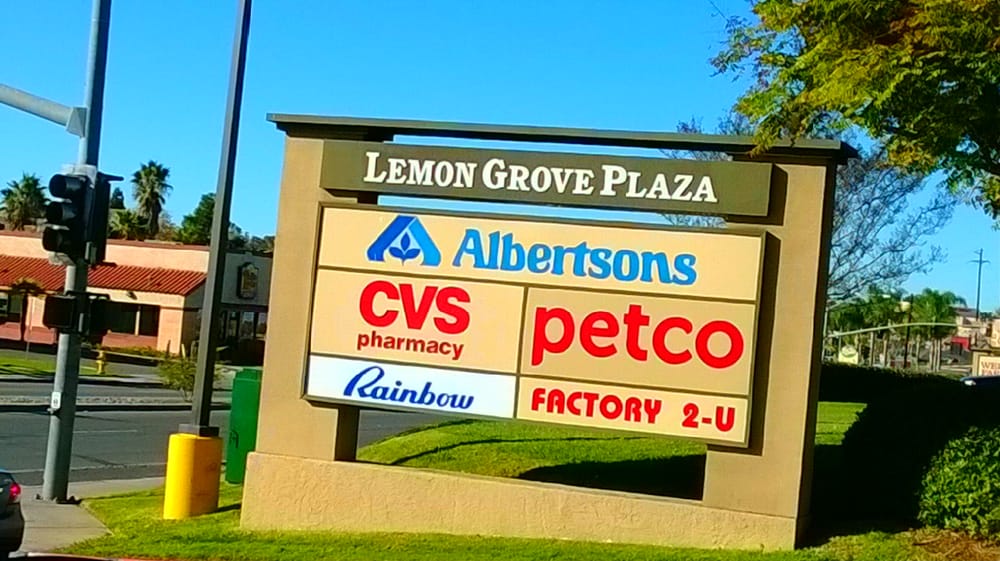 LEMON GROVE PLAZA
Albertsons
CVS
pharmacy
petco
Rainbow
FACTORY 2-U